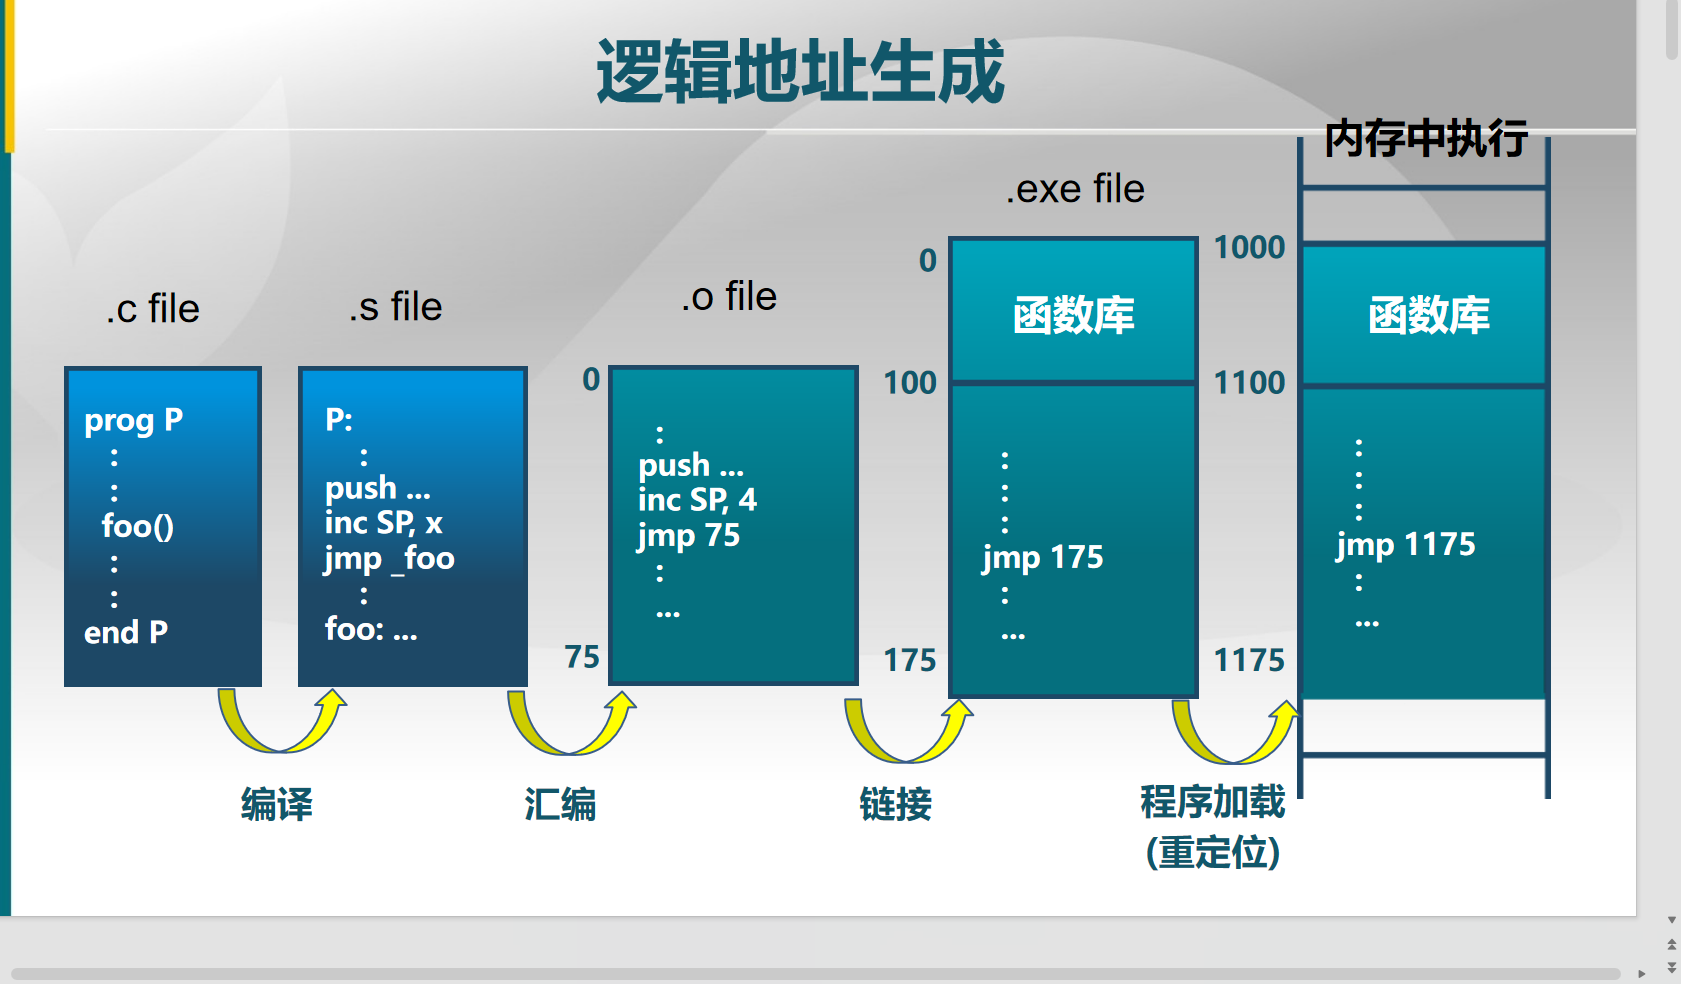 逻辑地址生成
内存中执行
.c file
prog P
:
:
foo()
:
:
end P
编译
.s file
P:
:
push ...
inc SP, x
jmp _foo
:
foo: ...
汇编
.o file
0
:
push ...
inc SP, 4
jmp 75
:
...
75
链接
.exe file
0
函数库
100
:
:
:
jmp 175
:
...
175
程序加载
(重定位)
1000
函数库
1100
:
:
:
jmp 1175
:
...
1175